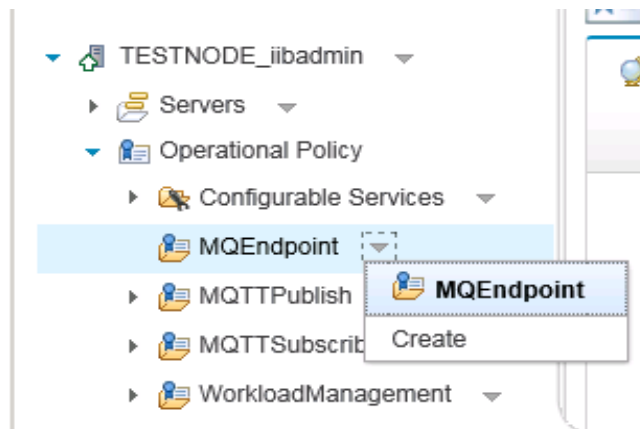 TESTNODE_iibadmin
Servers
Operational Policy
Configurable Services
MQEndpoint
MQTTPublish
MQEndpoint
MQTTSubscrib
Create
WorkloadManagement